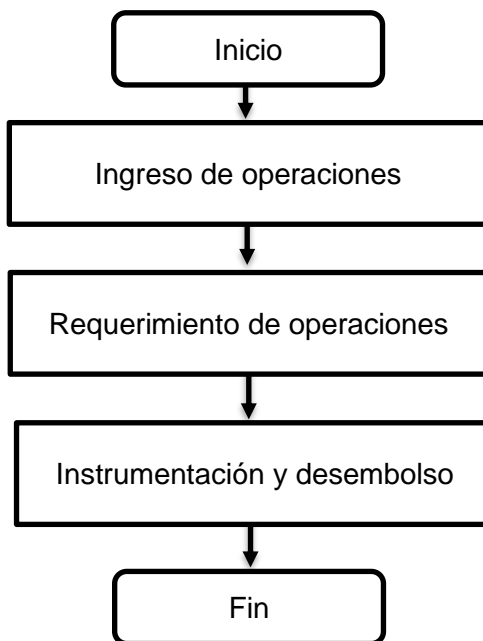 Inicio
Ingreso de operaciones
Requerimiento de operaciones
Instrumentación y desembolso
Fin